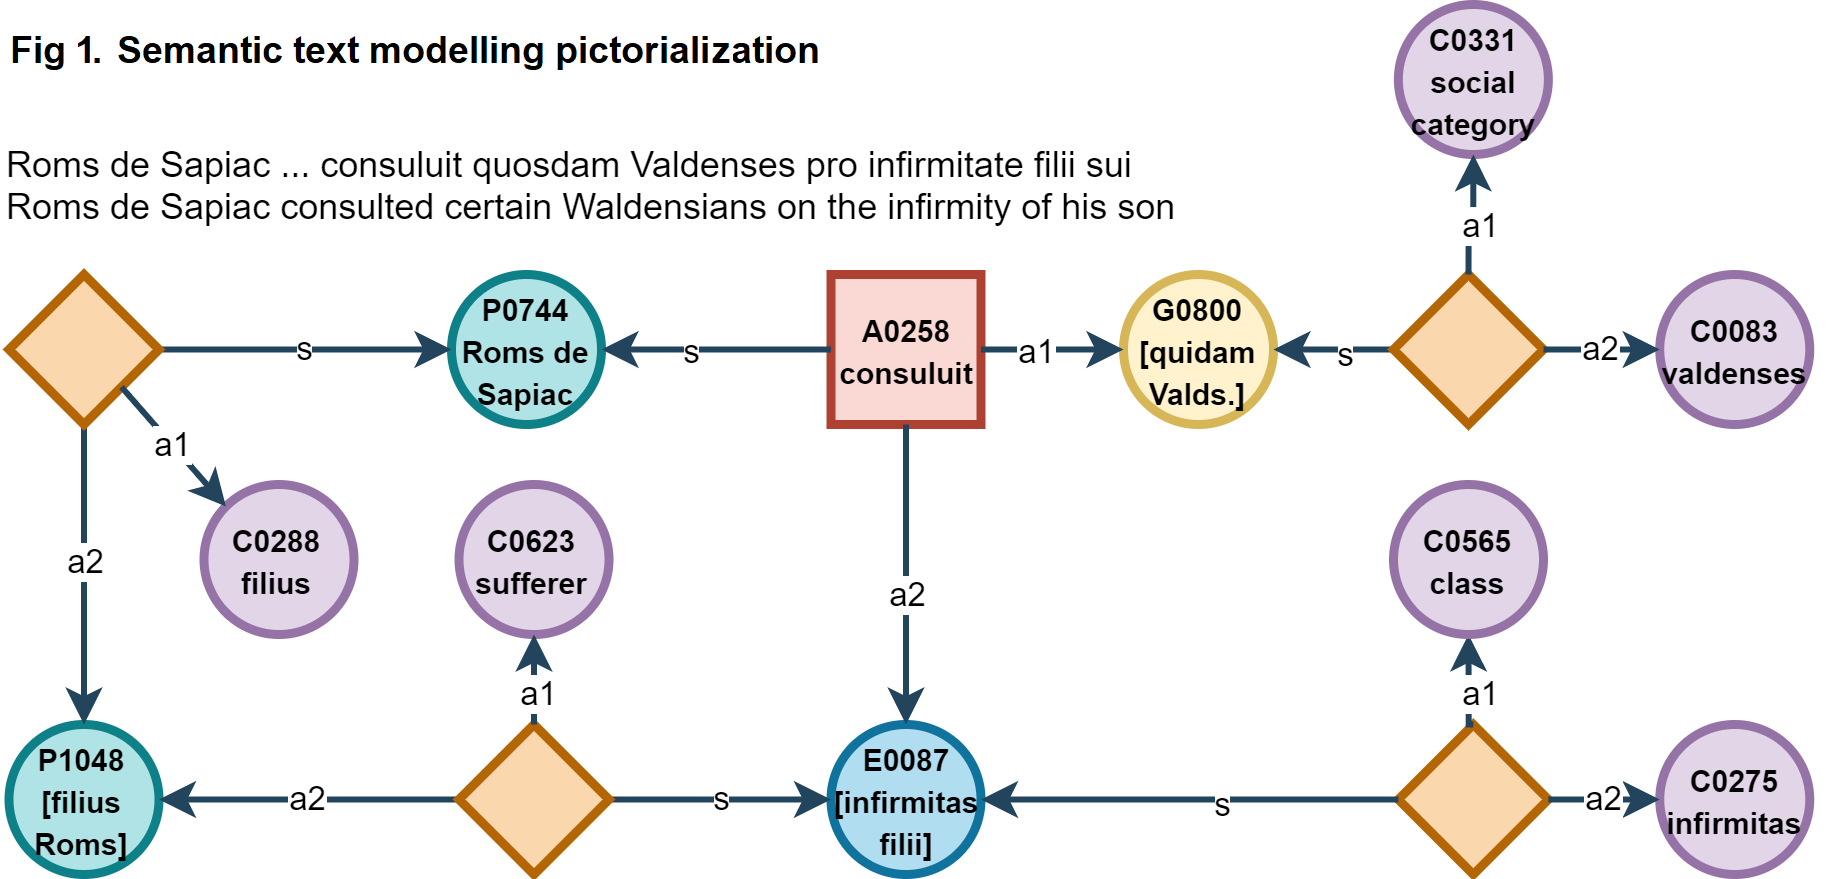 Fig 1. Semantic text modelling pictorialization
C0331
social
category
Roms de Sapiac ... consuluit quosdam Valdenses pro infirmitate filii sui
Roms de Sapiac consulted certain Waldensians on the infirmity of his son
a1
s
P0744
Roms de
Sapiac
s
A0258
consuluit
a1
G0800
[quidam
Valds.]
s
a2
C0083
valdenses
a1
a2
C0288
filius
C0623
sufferer
a2
C0565
class
a1
a1
P1048
[filius
Roms]
a2
s
E0087
[infirmitas
filii]
s
a2
C0275
infirmitas